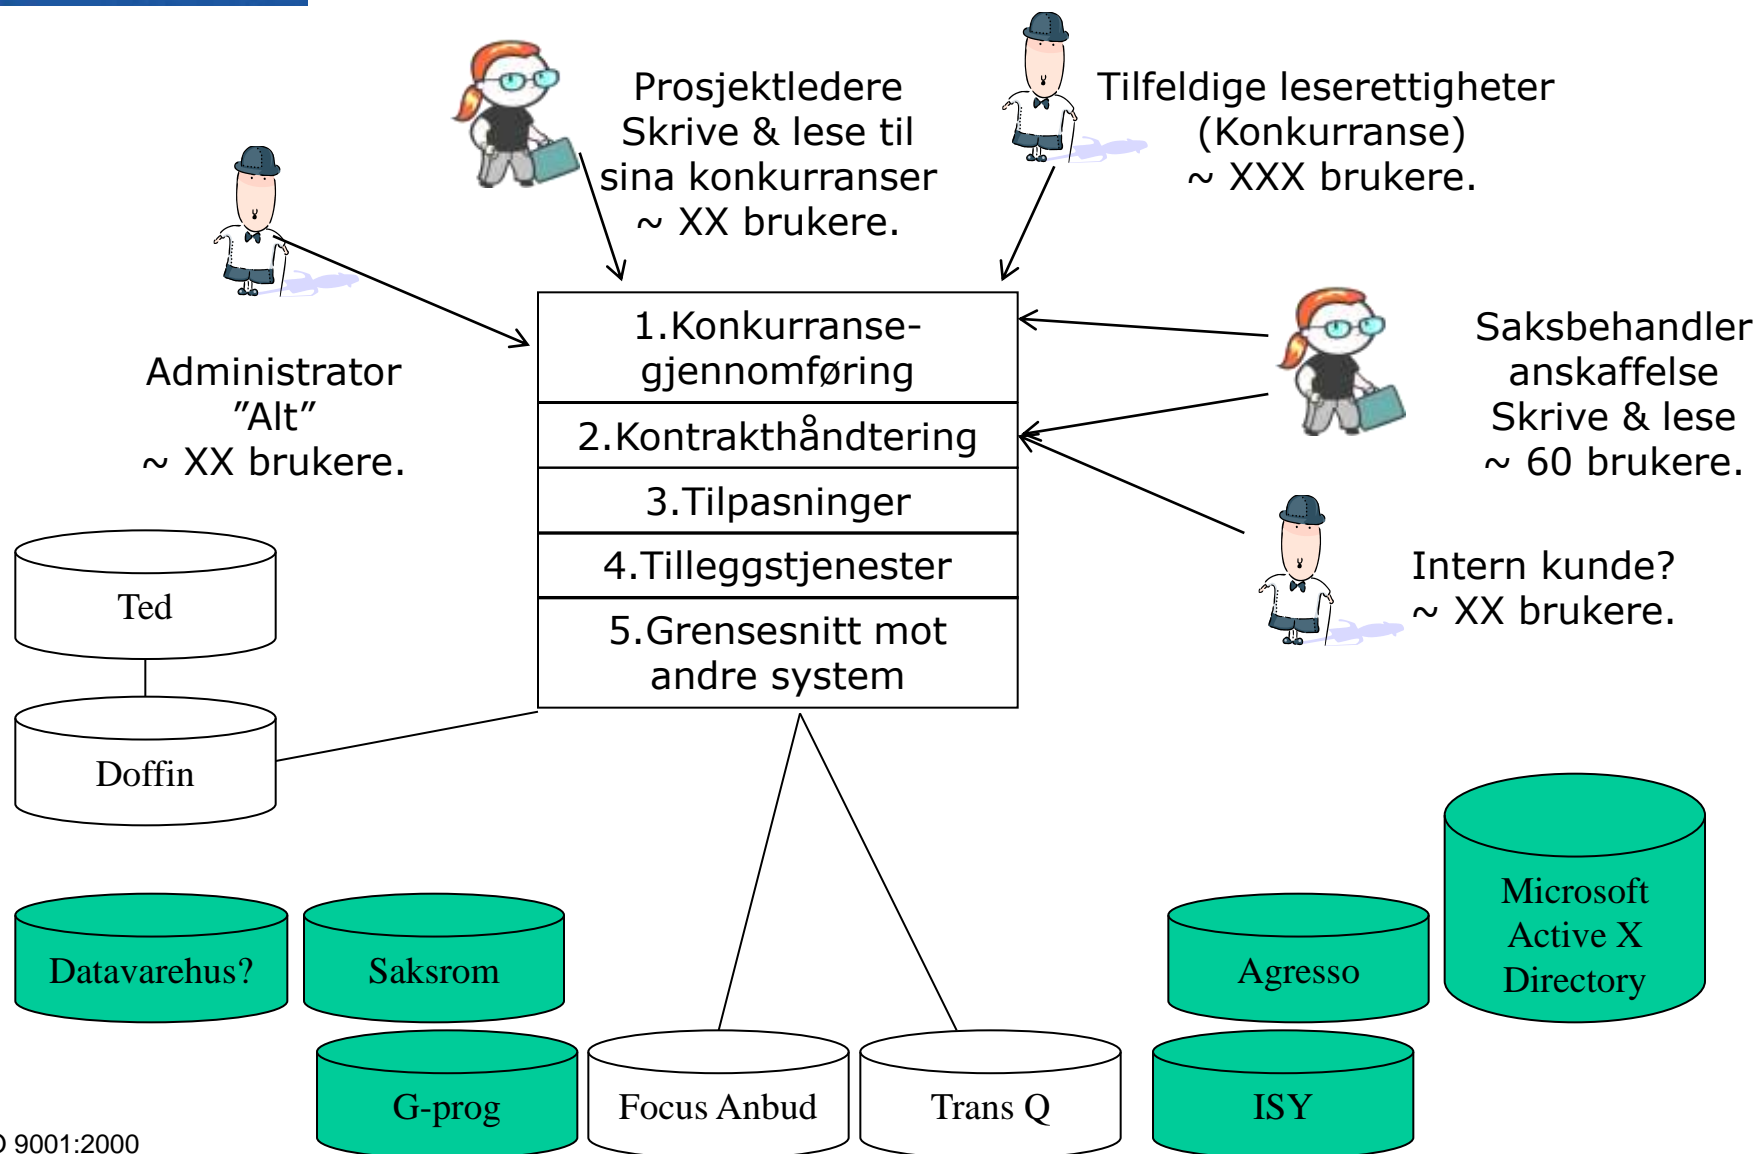 Prosjektledere
Skrive & lese til
sina konkurranser
~ XX brukere.
Tilfeldige leserettigheter
(Konkurranse)
~ XXX brukere.
Administrator
”Alt”
~ XX brukere.
1.Konkurranse-
gjennomføring
2.Kontrakthåndtering
3.Tilpasninger
4.Tilleggstjenester
5.Grensesnitt mot
andre system
Saksbehandler
anskaffelse
Skrive & lese
~ 60 brukere.
Intern kunde?
~ XX brukere.
Ted
Doffin
Datavarehus?
Saksrom
Agresso
Microsoft
Active X
Directory
G-prog
Focus Anbud
Trans Q
ISY
9001:2000